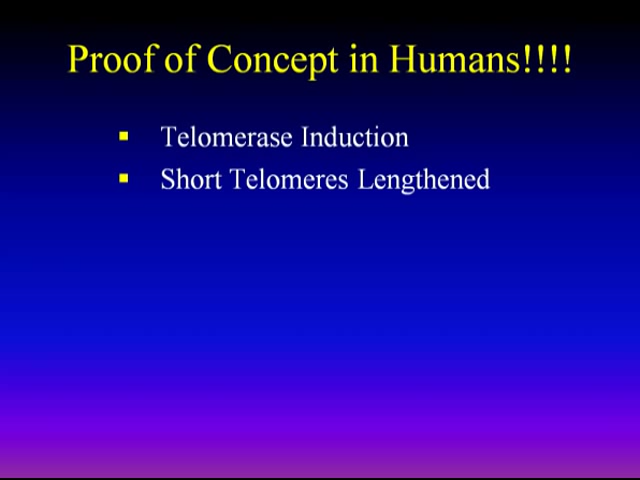 Proof of Concept in Humans!!!!
▪ Telomerase Induction
▪ Short Telomeres Lengthened